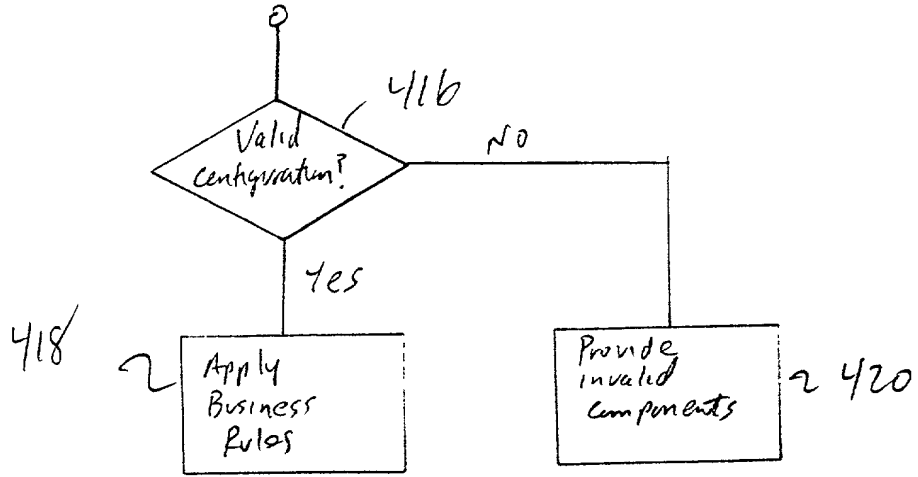 416
Valid
Configuration?
NO
Yes
418
Apply
Business
Rules
Provide
invalid
Components
420